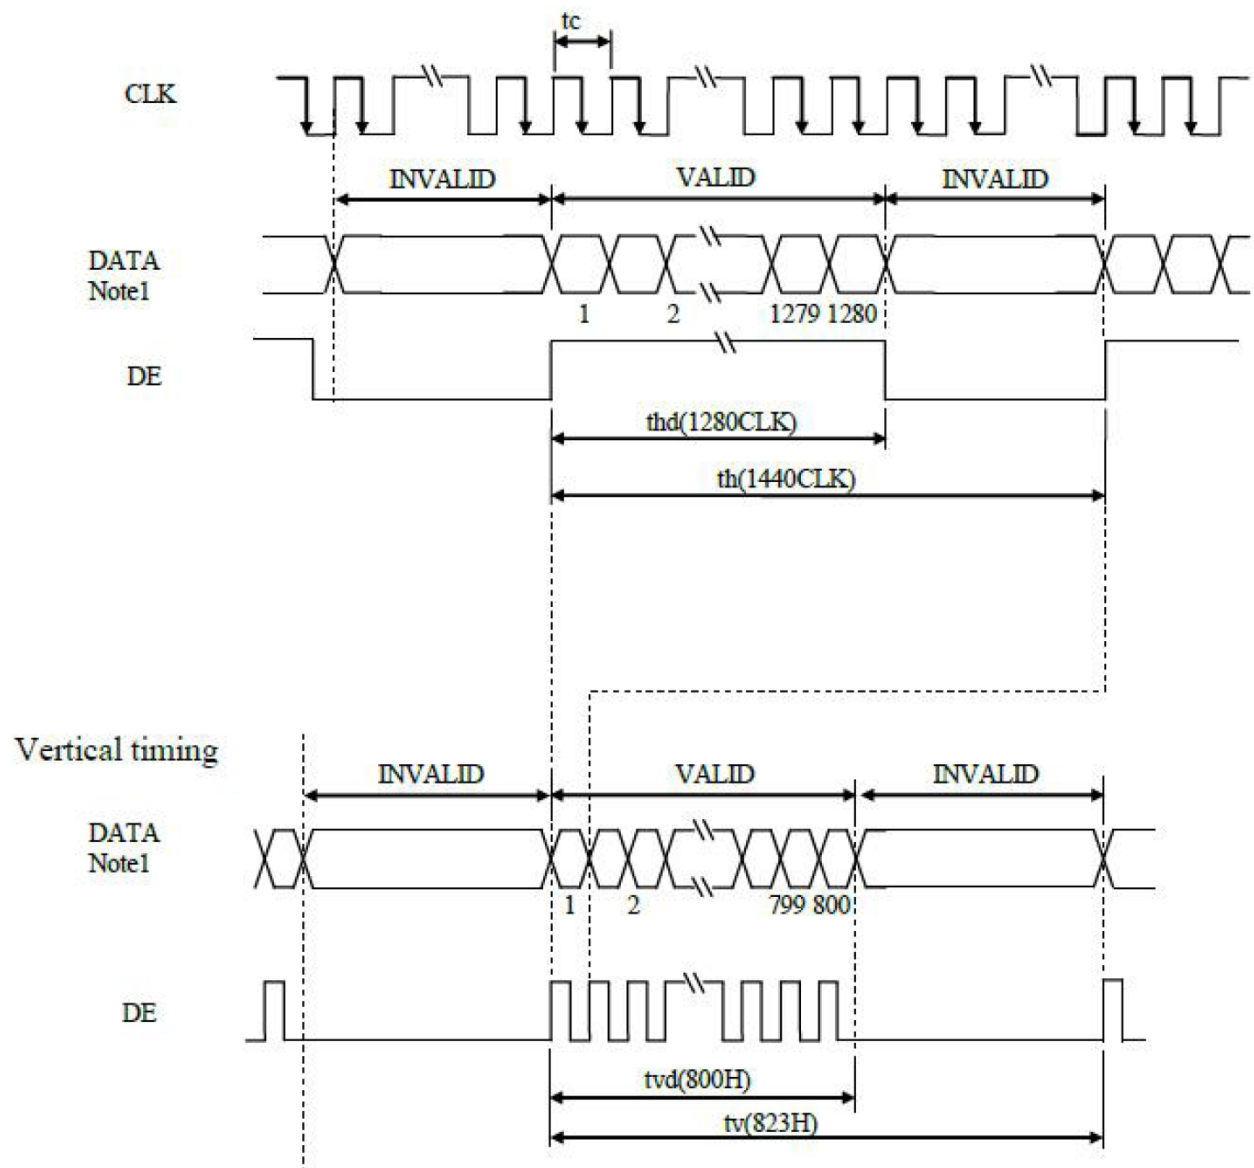 tc
CLK
INVALID VALID INVALID
DATA
Note1
1 2 1279 1280
DE
thd(1280CLK)
th(1440CLK)
Vertical timing
INVALID VALID INVALID
DATA
Note1
1 2 799 800
DE
tvd(800H)
tv(823H)